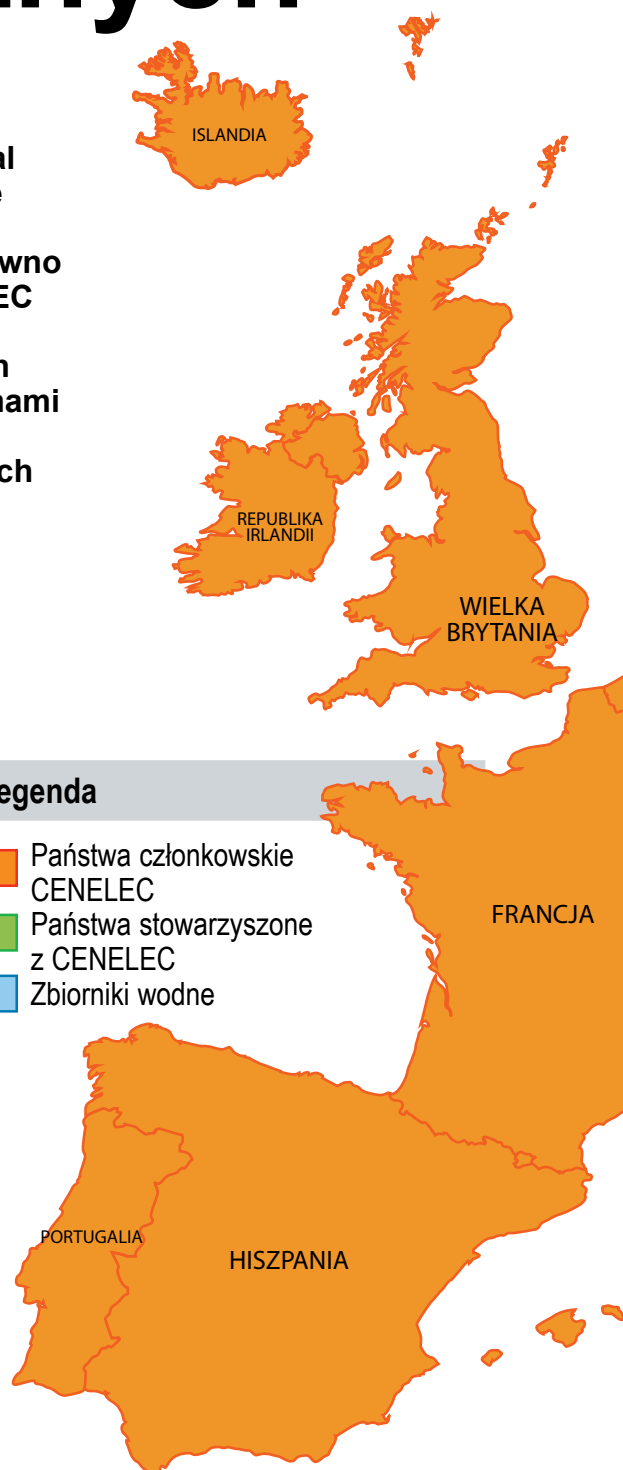 ISLANDIA
REPUBLIKA
IRLANDII
WIELKA
BRYTANIA
egenda
Państwa członkowskie
CENELEC
Państwa stowarzyszone
z CENELEC
Zbiorniki wodne
FRANCJA
PORTUGALIA
HISZPANIA